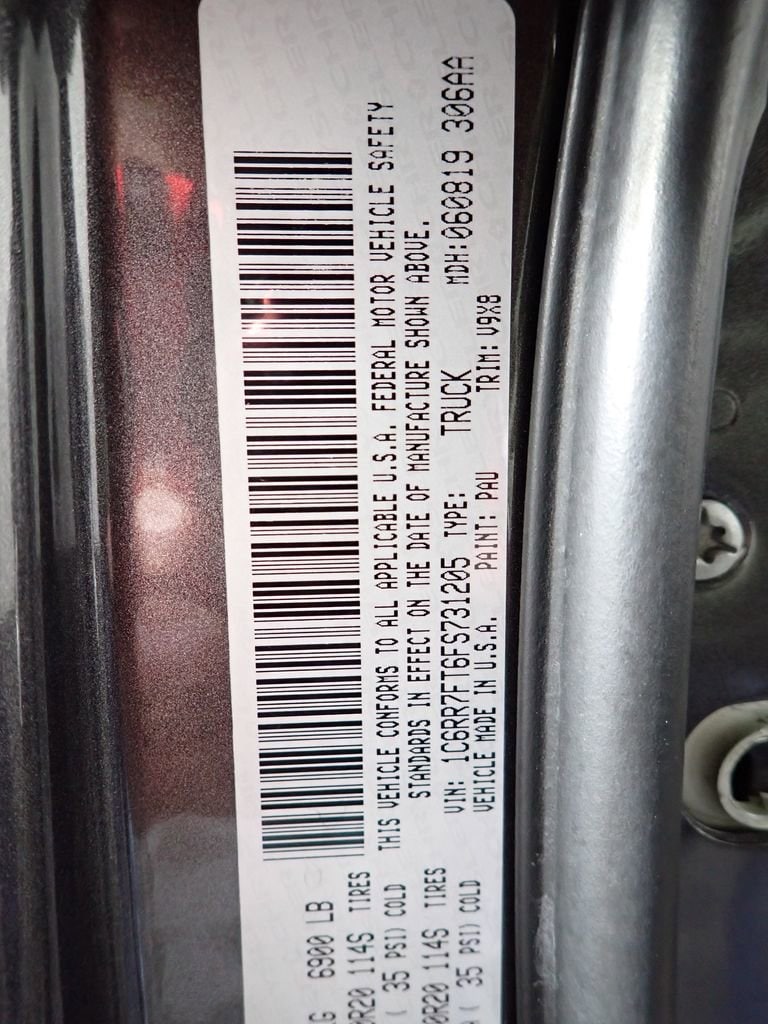 6900 LB
114S TIRES
( 35 PSI) COLD
114S TIRES
( 35 PSI) COLD
THIS VEHICLE CONFORMS TO ALL APPLICABLE U.S.A. FEDERAL MOTOR VEHICLE SAFETY
STANDARDS IN EFFECT ON THE DATE OF MANUFACTURE SHOWN ABOVE.
VIN: 1C6RR7FT6FS731205 TYPE: TRUCK MDH:060819 306AA
VEHICLE MADE IN U.S.A. PAINT: PAU TRIM: V9X8